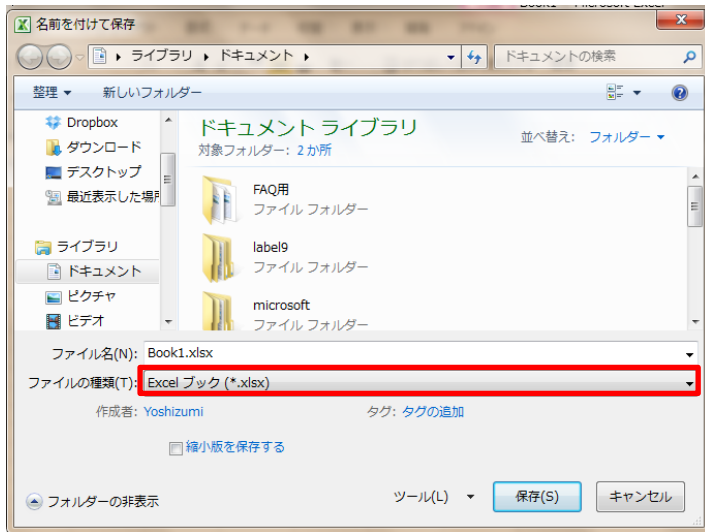 Book1 - Microsoft Excel
名前を付けて保存
ライブラリ ドキュメント
ドキュメントの検索
整理 新しいフォルダー
Dropbox
ダウンロード
デスクトップ
最近表示した場所
ライブラリ
ドキュメント
ピクチャ
ビデオ
ドキュメント ライブラリ
対象フォルダー: 2 か所
並べ替え: フォルダー
FAQ用
ファイル フォルダー
label9
ファイル フォルダー
microsoft
ファイル フォルダー
ファイル名(N): Book1.xlsx
ファイルの種類(T): Excel ブック (*.xlsx)
作成者: Yoshizumi タグ: タグの追加
縮小版を保存する
フォルダーの非表示 ツール(L) 保存(S) キャンセル